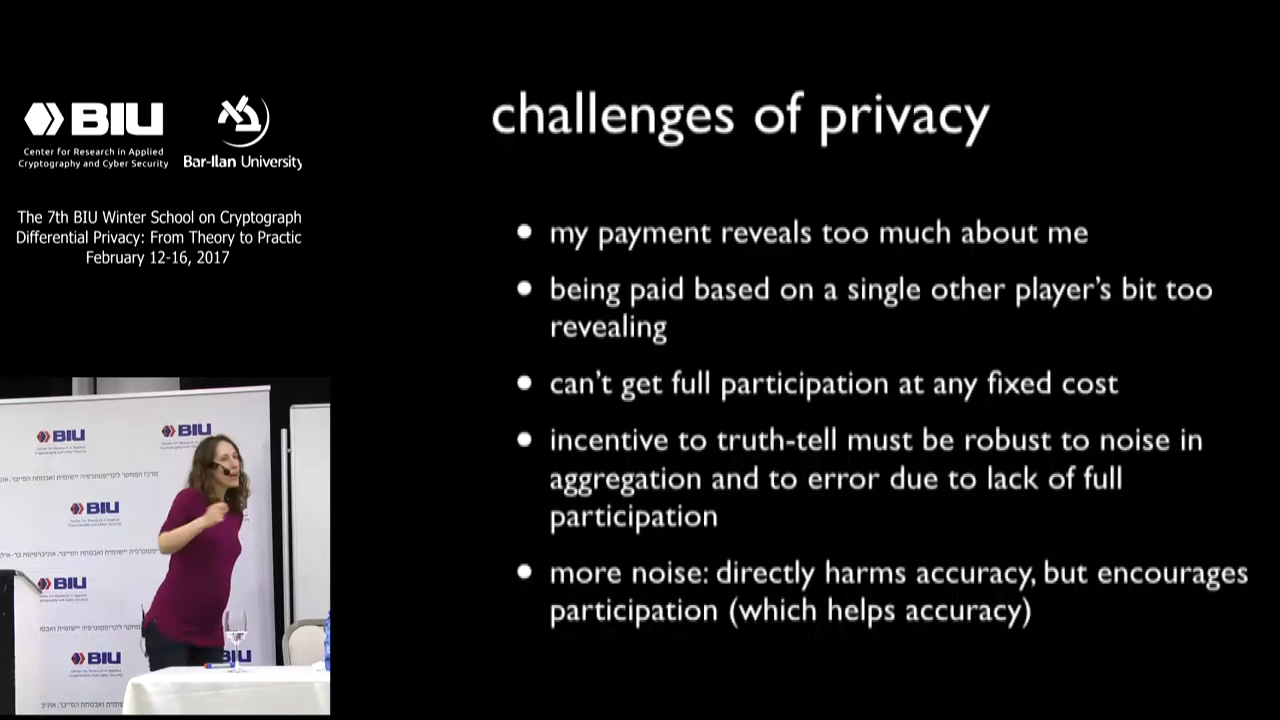 BIU
Center for Research in Applied
Cryptography and Cyber Security
Bar-Ilan University
The 7th BIU Winter School on Cryptograph
Differential Privacy: From Theory to Practic
February 12-16, 2017
challenges of privacy
• my payment reveals too much about me
• being paid based on a single other player's bit too
revealing
• can't get full participation at any fixed cost
• incentive to truth-tell must be robust to noise in
aggregation and to error due to lack of full
participation
• more noise: directly harms accuracy, but encourages
participation (which helps accuracy)
BIU
BIU
BIU
BIU
BIU
BIU